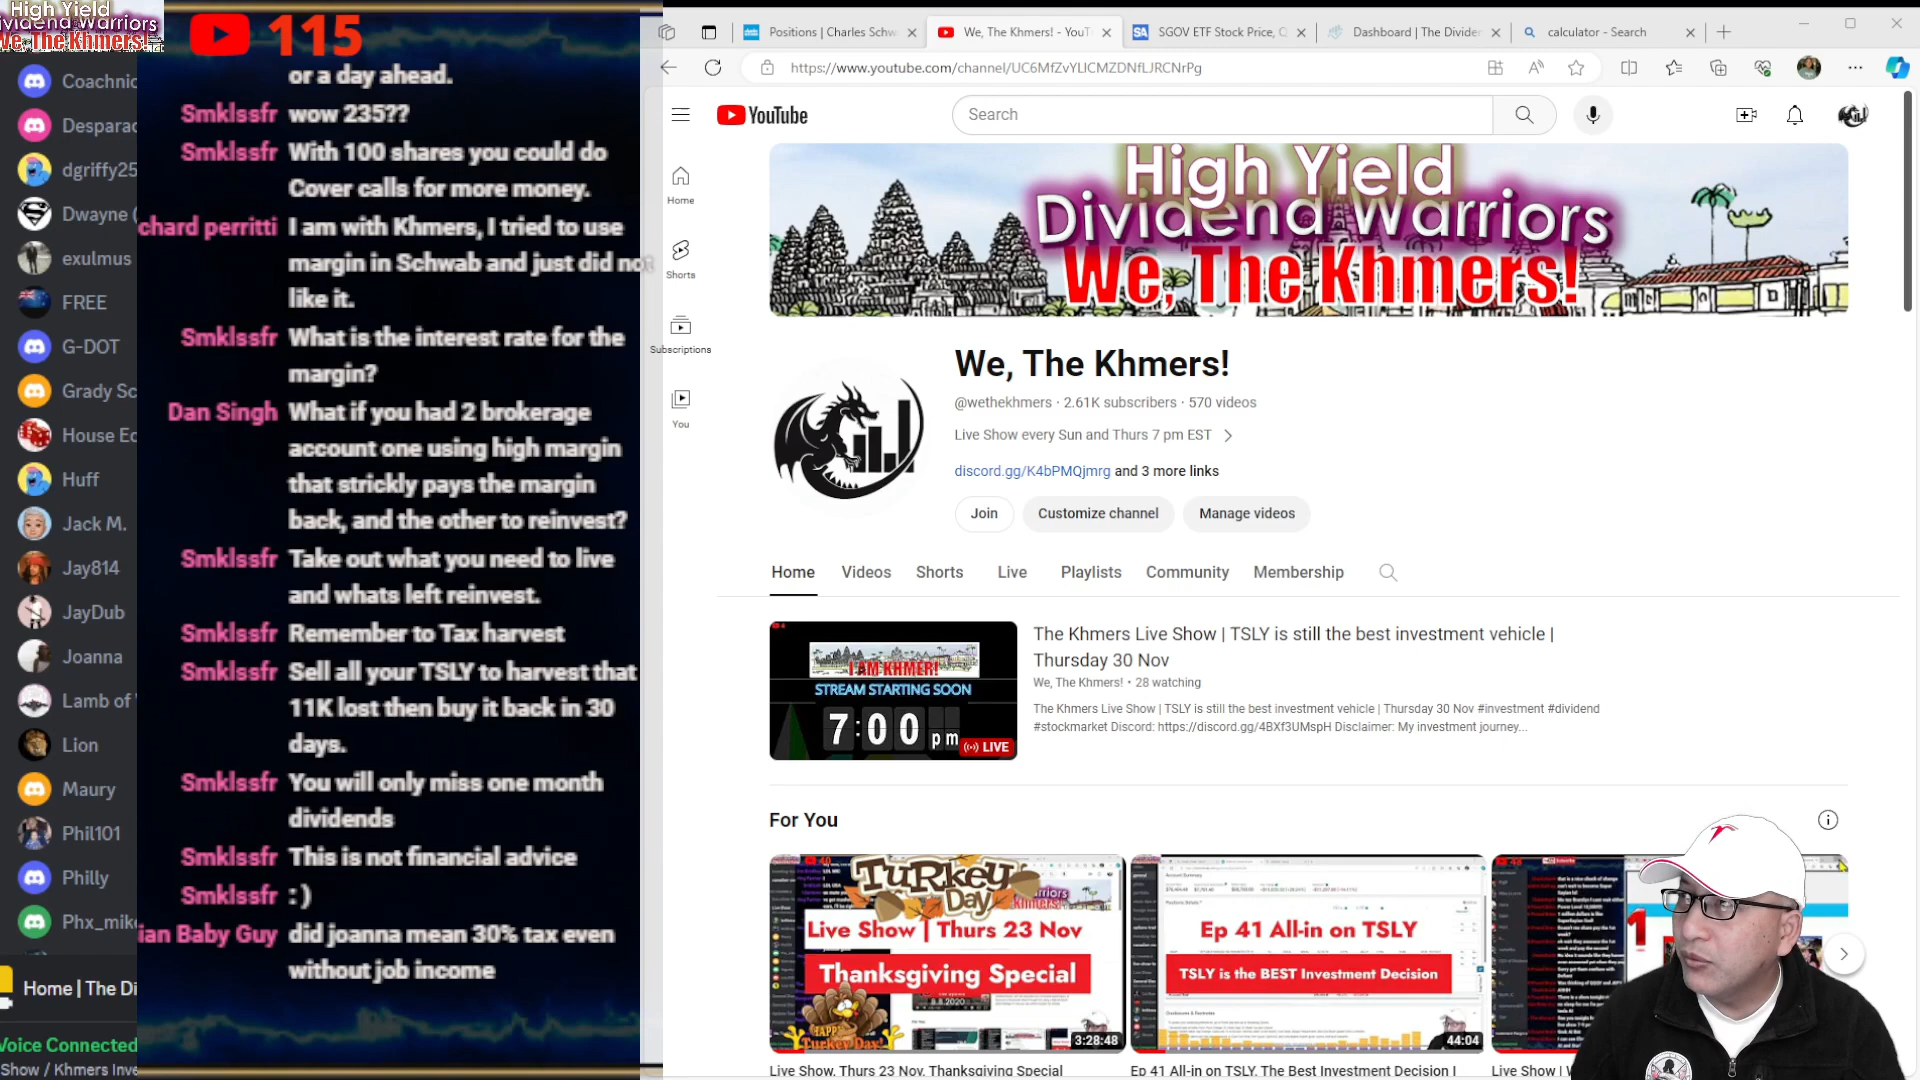 High Yield
Dividend Warriors
We, The Khmers!
115
Coachnic
Desparac
dgriffy25
Dwayne (
exulmus
FREE
G-DOT
Grady Sc
House Ec
Huff
Jack M.
Jay814
JayDub
Joanna
Lamb of
Lion
Maury
Phil101
Philly
Phx_mike
Home | The Di
Voice Connected
Show / Khmers Inve
or a day ahead.
Smklssfr wow 235??
Smklssfr With 100 shares you could do
Cover calls for more money.
chard perritti I am with Khmers, I tried to use
margin in Schwab and just did not
like it.
Smklssfr What is the interest rate for the
margin?
Dan Singh What if you had 2 brokerage
account one using high margin
that strickly pays the margin
back, and the other to reinvest?
Smklssfr Take out what you need to live
and whats left reinvest.
Smklssfr Remember to Tax harvest
Smklssfr Sell all your TSLY to harvest that
11K lost then buy it back in 30
days.
Smklssfr You will only miss one month
dividends
Smklssfr This is not financial advice
Smklssfr : )
ian Baby Guy did joanna mean 30% tax even
without job income
Positions | Charles Schw
We, The Khmers! - YouT
SA SGOV ETF Stock Price, Q
Dashboard | The Divider
calculator - Search
https://www.youtube.com/channel/UC6MfZvYLlCMZDNfLJRCNrPg
YouTube
Search
Home
Shorts
Subscriptions
You
High Yield
Dividend Warriors
We, The Khmers!
We, The Khmers!
@wethekhmers · 2.61K subscribers · 570 videos
Live Show every Sun and Thurs 7 pm EST
discord.gg/K4bPMQjmrg and 3 more links
Join
Customize channel
Manage videos
Home Videos Shorts Live Playlists Community Membership
I AM KHMER!
STREAM STARTING SOON
7:00 pm
LIVE
The Khmers Live Show | TSLY is still the best investment vehicle |
Thursday 30 Nov
We, The Khmers! • 28 watching
The Khmers Live Show | TSLY is still the best investment vehicle | Thursday 30 Nov #investment #dividend
#stockmarket Discord: https://discord.gg/4BXf3UMspH Disclaimer: My investment journey...
For You
Turkey
Day
Live Show | Thurs 23 Nov
Thanksgiving Special
HAPPY
Turkey Day!
3:28:48
Ep 41 All-in on TSLY
TSLY is the BEST Investment Decision
44:04
Live Show, Thurs 23 Nov, Thanksgiving Special
Ep 41 All-in on TSLY, The Best Investment Decision |
Live Show |